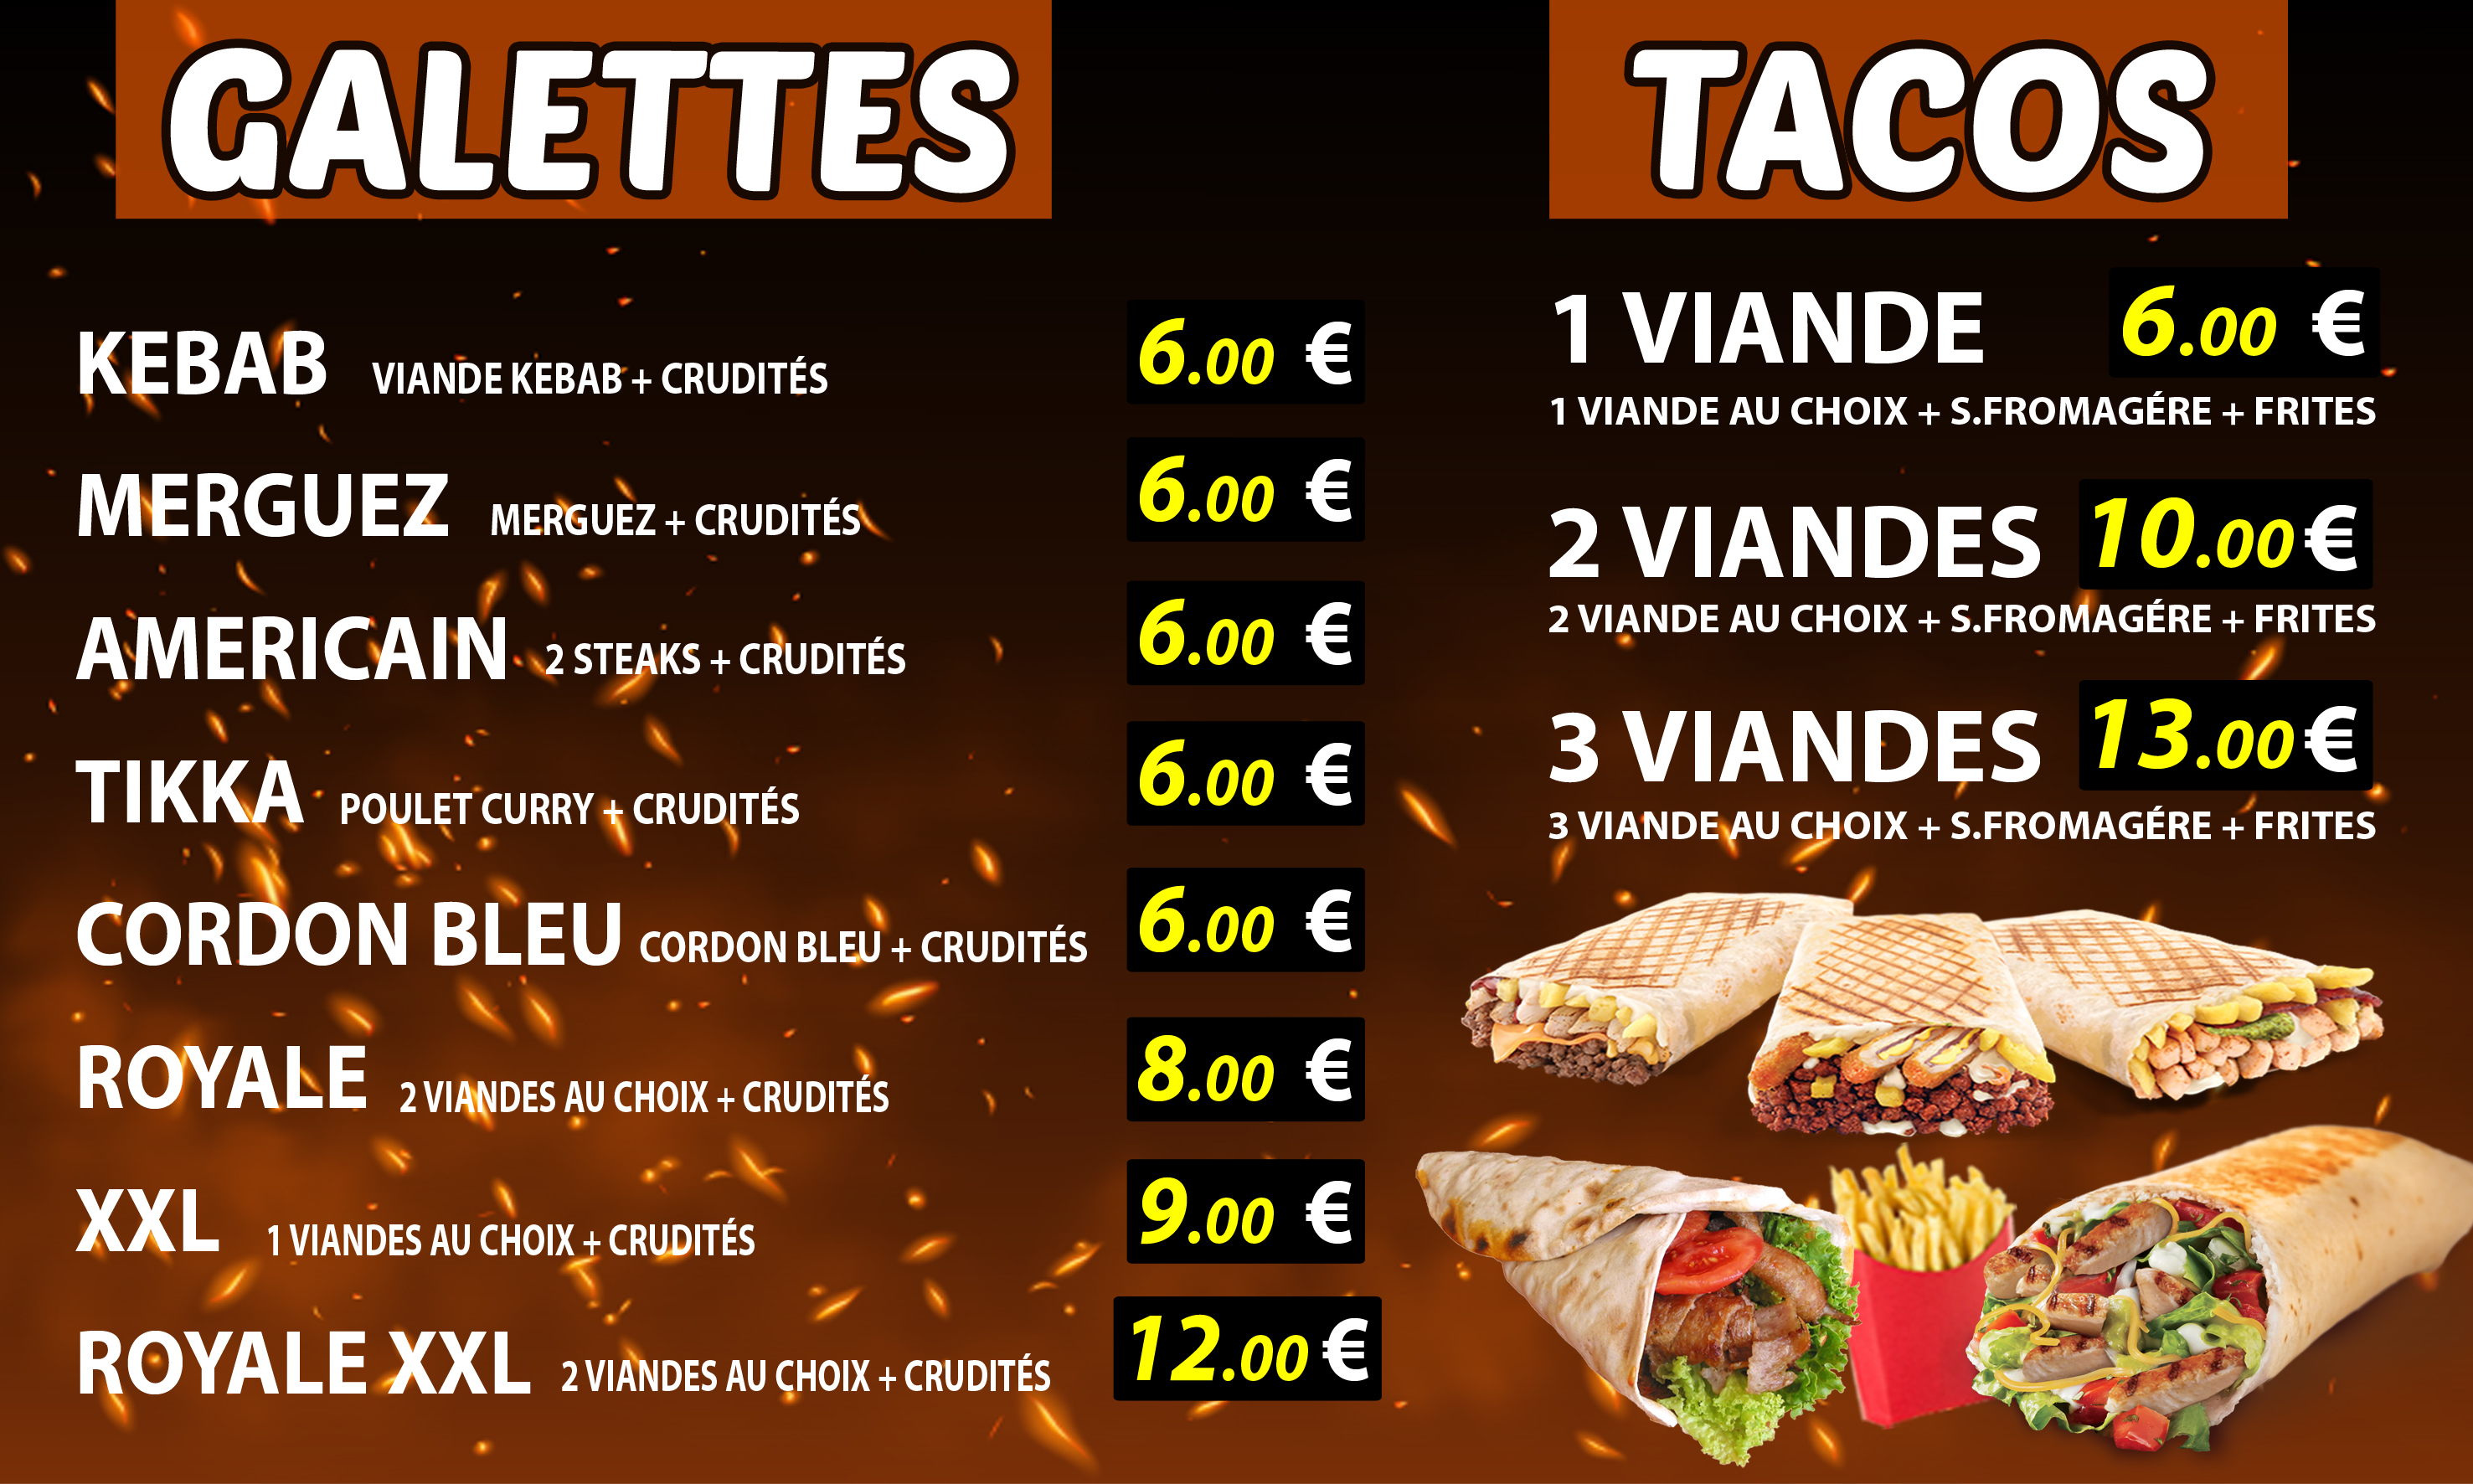 GALETTES
KEBAB VIANDE KEBAB + CRUDITÉS 6.00 €
MERGUEZ MERGUEZ + CRUDITÉS 6.00 €
AMERICAIN 2 STEAKS + CRUDITÉS 6.00 €
TIKKA POULET CURRY + CRUDITÉS 6.00 €
CORDON BLEU CORDON BLEU + CRUDITÉS 6.00 €
ROYALE 2 VIANDES AU CHOIX + CRUDITÉS 8.00 €
XXL 1 VIANDES AU CHOIX + CRUDITÉS 9.00 €
ROYALE XXL 2 VIANDES AU CHOIX + CRUDITÉS 12.00 €
TACOS
1 VIANDE 6.00 €
1 VIANDE AU CHOIX + S.FROMAGÉRE + FRITES
2 VIANDES 10.00 €
2 VIANDE AU CHOIX + S.FROMAGÉRE + FRITES
3 VIANDES 13.00 €
3 VIANDE AU CHOIX + S.FROMAGÉRE + FRITES